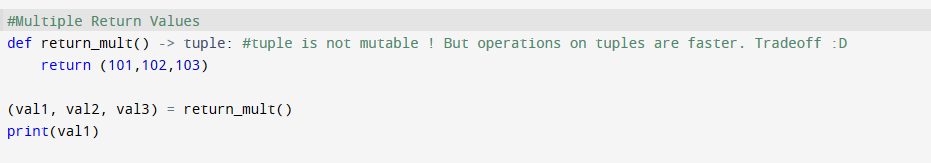 #Multiple Return Values
def return_mult() -> tuple: #tuple is not mutable ! But operations on tuples are faster. Tradeoff :D
    return (101,102,103)
(val1, val2, val3) = return_mult()
print(val1)